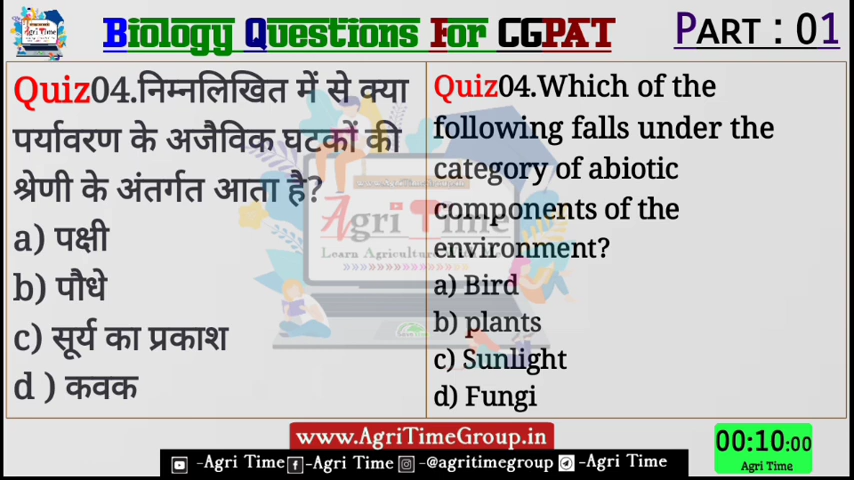 Biology Questions For CGPAT
PART : 01
Quiz04.निम्नलिखित में से क्या
पर्यावरण के अजैविक घटकों की
श्रेणी के अंतर्गत आता है?
a) पक्षी
b) पौधे
c) सूर्य का प्रकाश
d ) कवक
Quiz04.Which of the
following falls under the
category of abiotic
components of the
environment?
a) Bird
b) plants
c) Sunlight
d) Fungi
Agri Time
www.AgriTimeGroup.in
-Agri Time -Agri Time -@agritimegroup -Agri Time
00:10:00
Agri Time